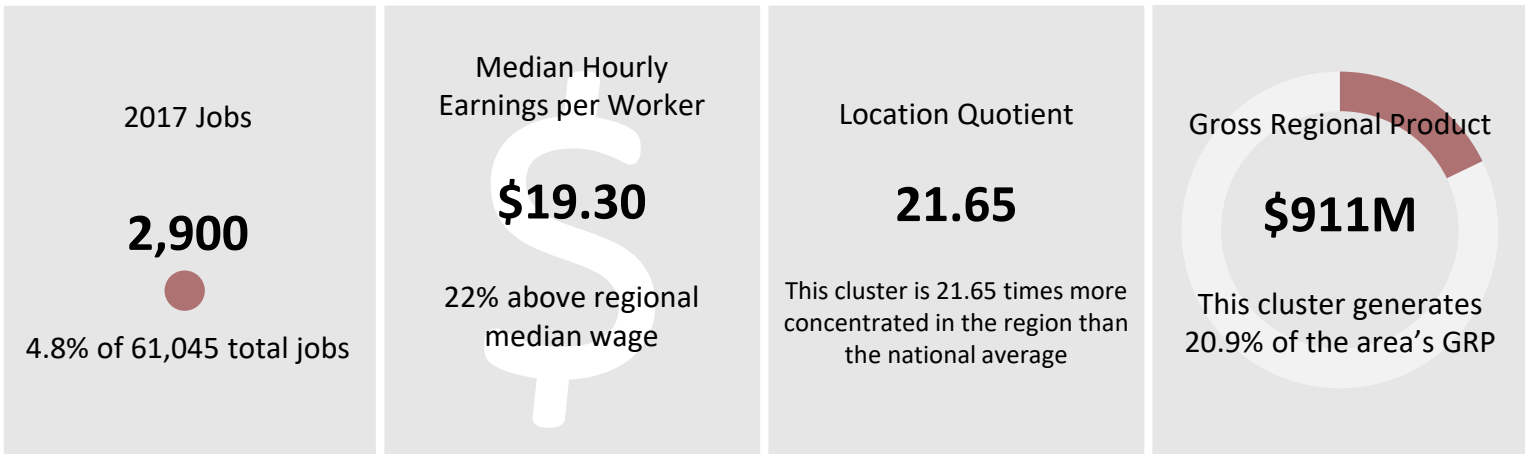 2017 Jobs
2,900
4.8% of 61,045 total jobs
Median Hourly
Earnings per Worker
$19.30
22% above regional
median wage
Location Quotient
21.65
This cluster is 21.65 times more
concentrated in the region than
the national average
Gross Regional Product
$911M
This cluster generates
20.9% of the area’s GRP